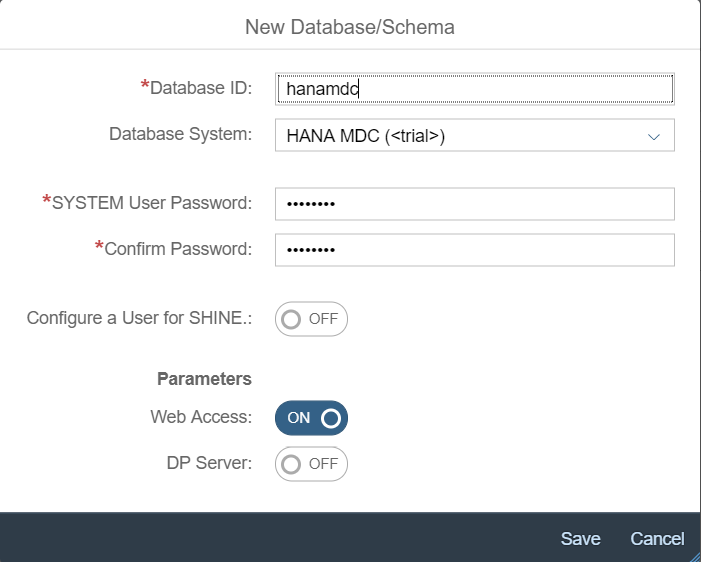 New Database/Schema
*Database ID: hanamdc
Database System: HANA MDC (<trial>)
*SYSTEM User Password: ••••••••
*Confirm Password: ••••••••
Configure a User for SHINE.: OFF
Parameters
Web Access: ON
DP Server: OFF
Save Cancel